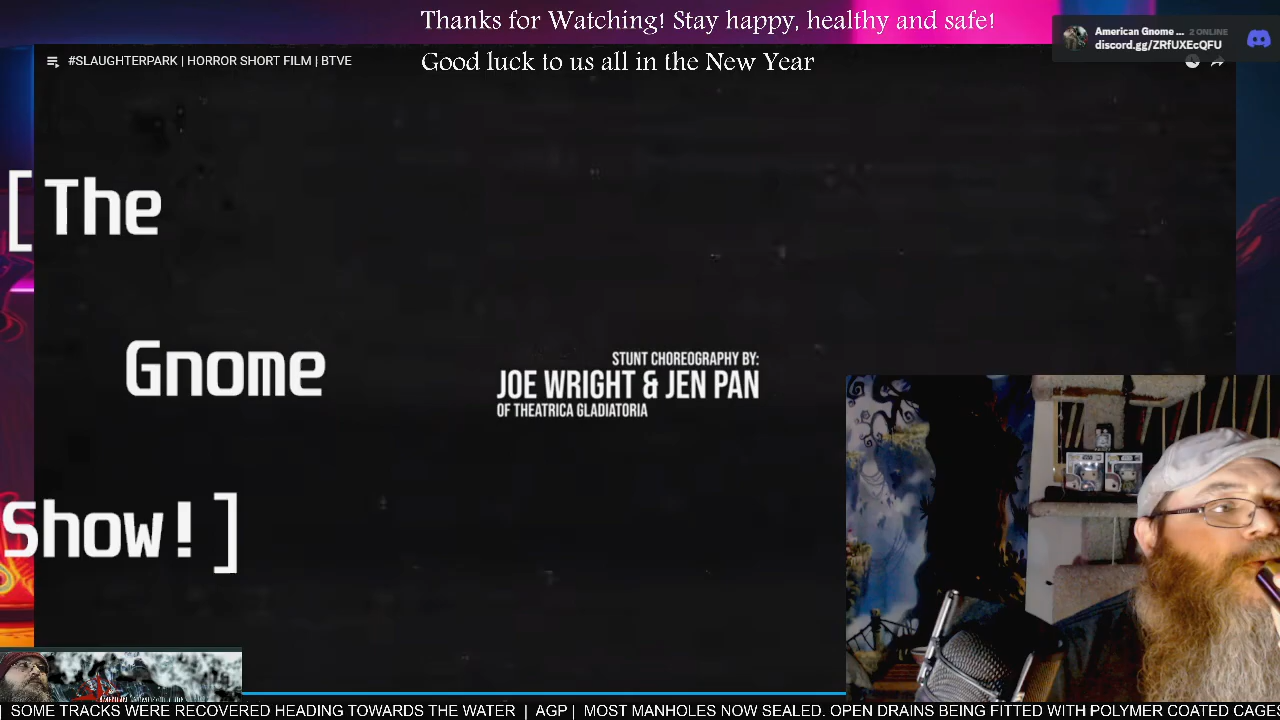 Thanks for Watching! Stay happy, healthy and safe!
American Gnome ... 2 ONLINE
discord.gg/ZRfUXEcQFU
#SLAUGHTERPARK | HORROR SHORT FILM | BTVE
Good luck to us all in the New Year
[The
Gnome
Show!]
STUNT CHOREOGRAPHY BY:
JOE WRIGHT & JEN PAN
OF THEATRICA GLADIATORIA
| SOME TRACKS WERE RECOVERED HEADING TOWARDS THE WATER | AGP | MOST MANHOLES NOW SEALED. OPEN DRAINS BEING FITTED WITH POLYMER COATED CAGES